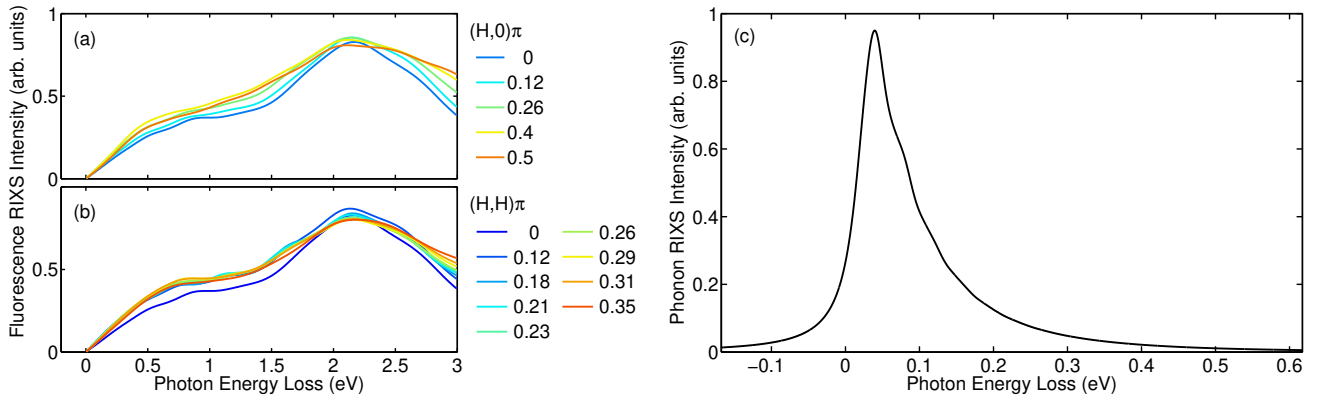 Fluorescence RIXS Intensity (arb. units)
1
0.5
0
(a)
(H,0)π
0
0.12
0.26
0.4
0.5
0.5
0
(b)
0 0.5 1 1.5 2 2.5 3
Photon Energy Loss (eV)
(H,H)π
0 0.26
0.12 0.29
0.18 0.31
0.21 0.35
0.23
Phonon RIXS Intensity (arb. units)
1
0.8
0.6
0.4
0.2
0
(c)
−0.1 0 0.1 0.2 0.3 0.4 0.5 0.6
Photon Energy Loss (eV)